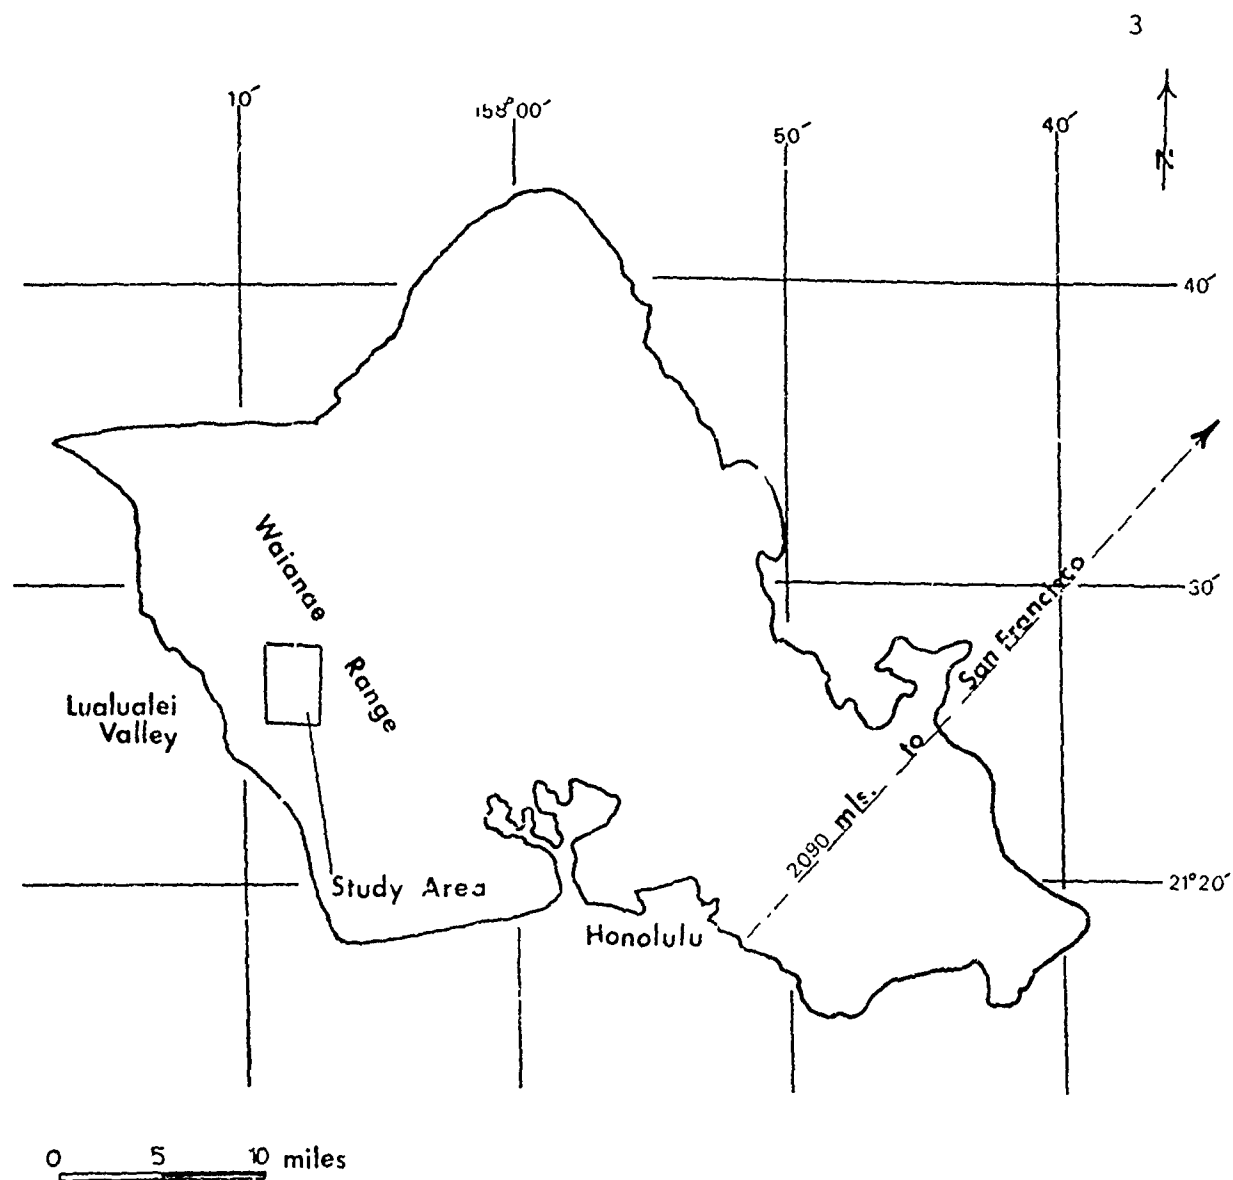 3
10′
158°00′
50′
40′
N
40′
Waianae
Range
30′
2090 mls. to San Francisco
Lualualei
Valley
Study Area
Honolulu
21°20′
0 5 10 miles